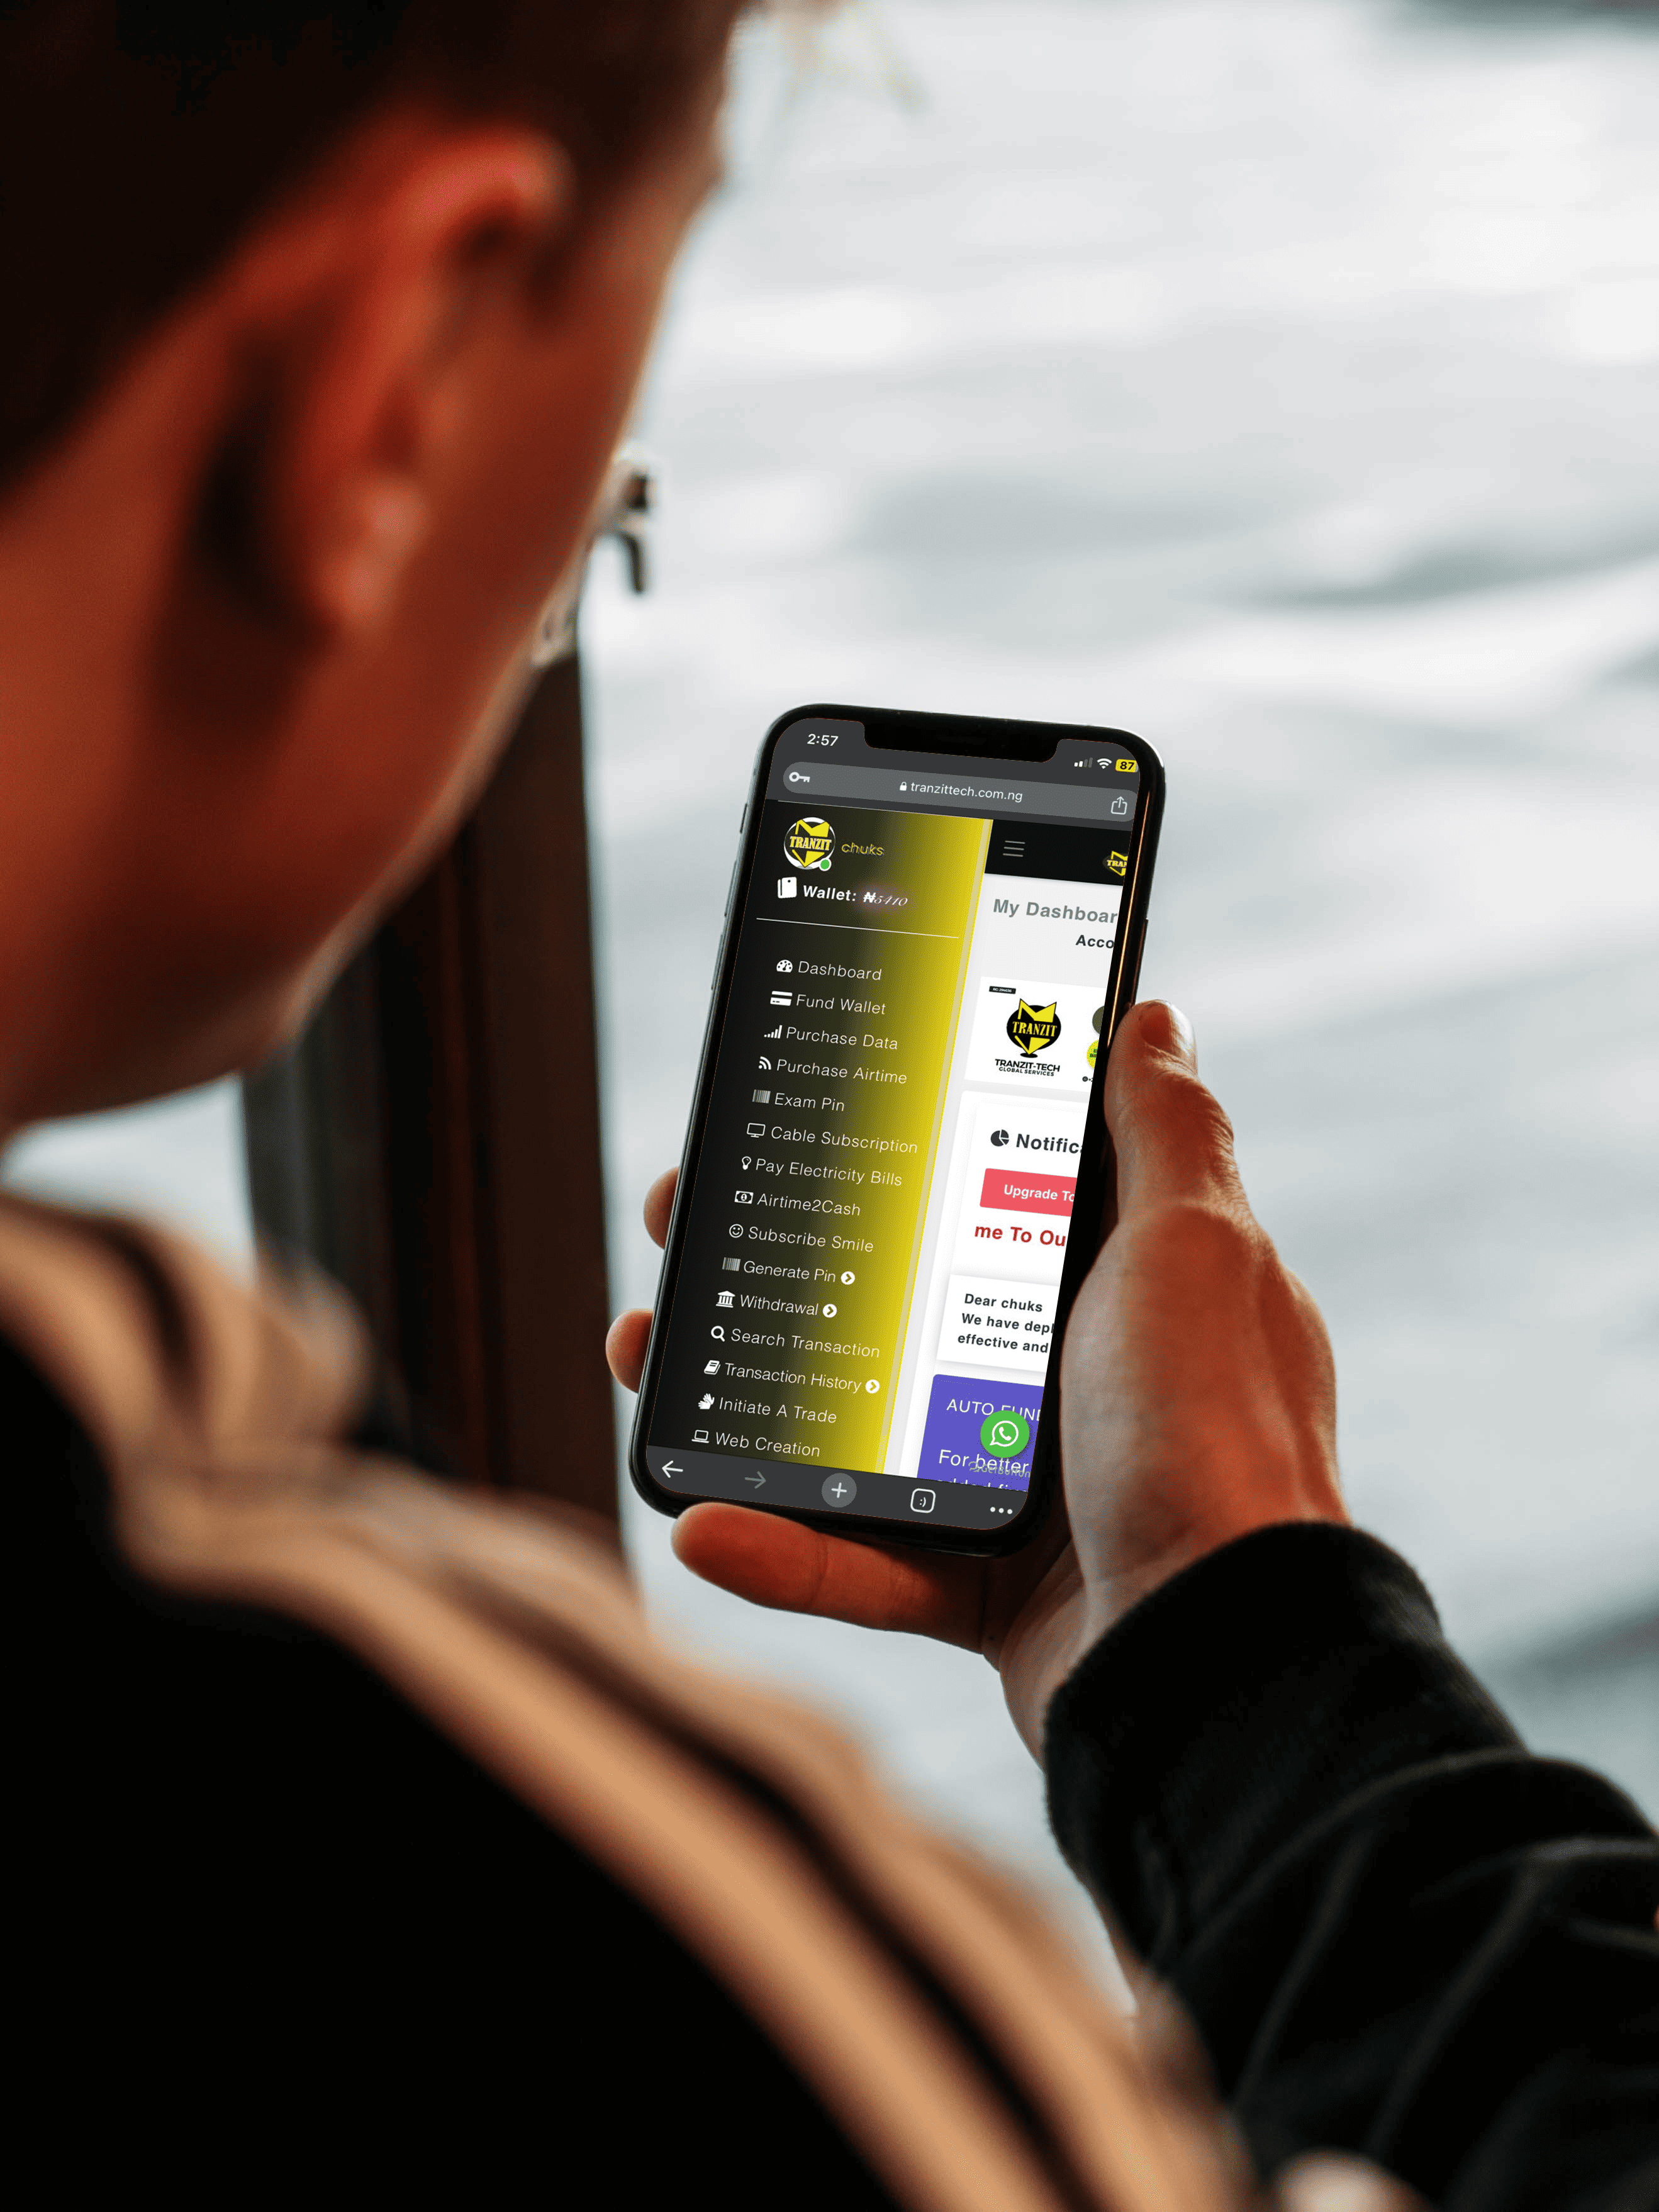 2:57
87
tranzittech.com.ng
TRANZIT
chuks
Wallet: ₦5410
TRA
My Dashboar
Acco
Dashboard
Fund Wallet
Purchase Data
Purchase Airtime
Exam Pin
Cable Subscription
Pay Electricity Bills
Airtime2Cash
Subscribe Smile
Generate Pin
Withdrawal
Search Transaction
Transaction History
Initiate A Trade
Web Creation
TRANZIT
TRANZIT-TECH
GLOBAL SERVICES
Notific
Upgrade To
me To Ou
Dear chuks
We have depl
effective and
AUTO FUN
For better
:)